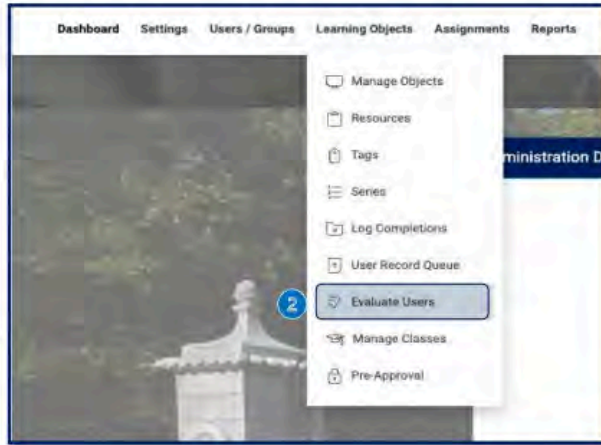 Dashboard Settings Users / Groups Learning Objects Assignments Reports
Manage Objects
Resources
Tags
ministration D
Series
Log Completions
User Record Queue
2 Evaluate Users
Manage Classes
Pre-Approval